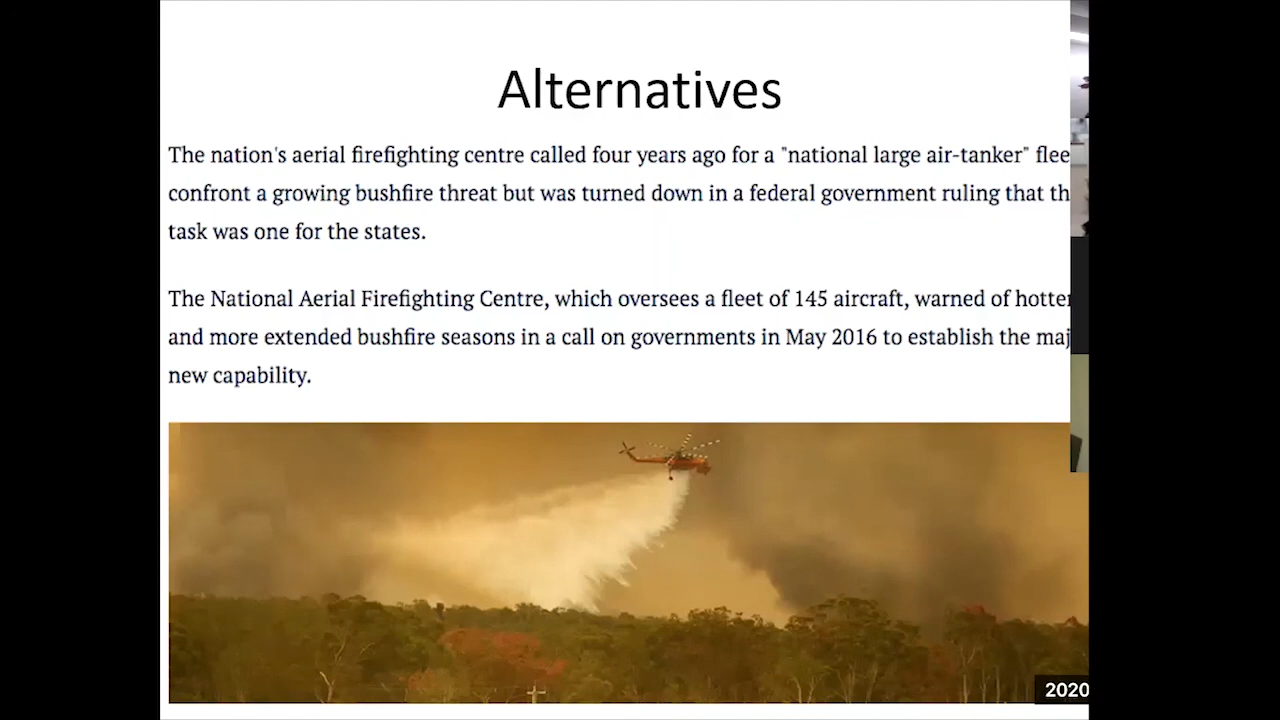 Alternatives
The nation's aerial firefighting centre called four years ago for a "national large air-tanker" flee
confront a growing bushfire threat but was turned down in a federal government ruling that th
task was one for the states.
The National Aerial Firefighting Centre, which oversees a fleet of 145 aircraft, warned of hotter
and more extended bushfire seasons in a call on governments in May 2016 to establish the maj
new capability.
2020